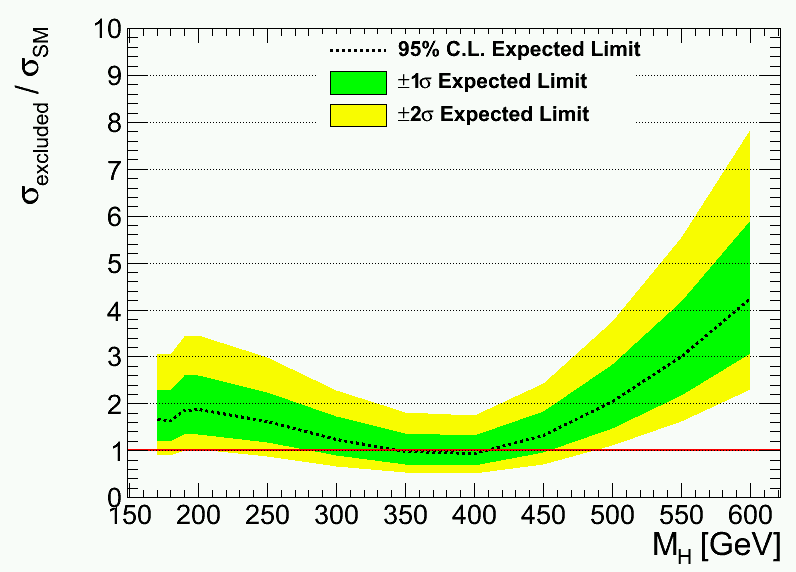 σexcluded / σSM
10
9
8
7
6
5
4
3
2
1
0
95% C.L. Expected Limit
±1σ Expected Limit
±2σ Expected Limit
150 200 250 300 350 400 450 500 550 600
MH [GeV]